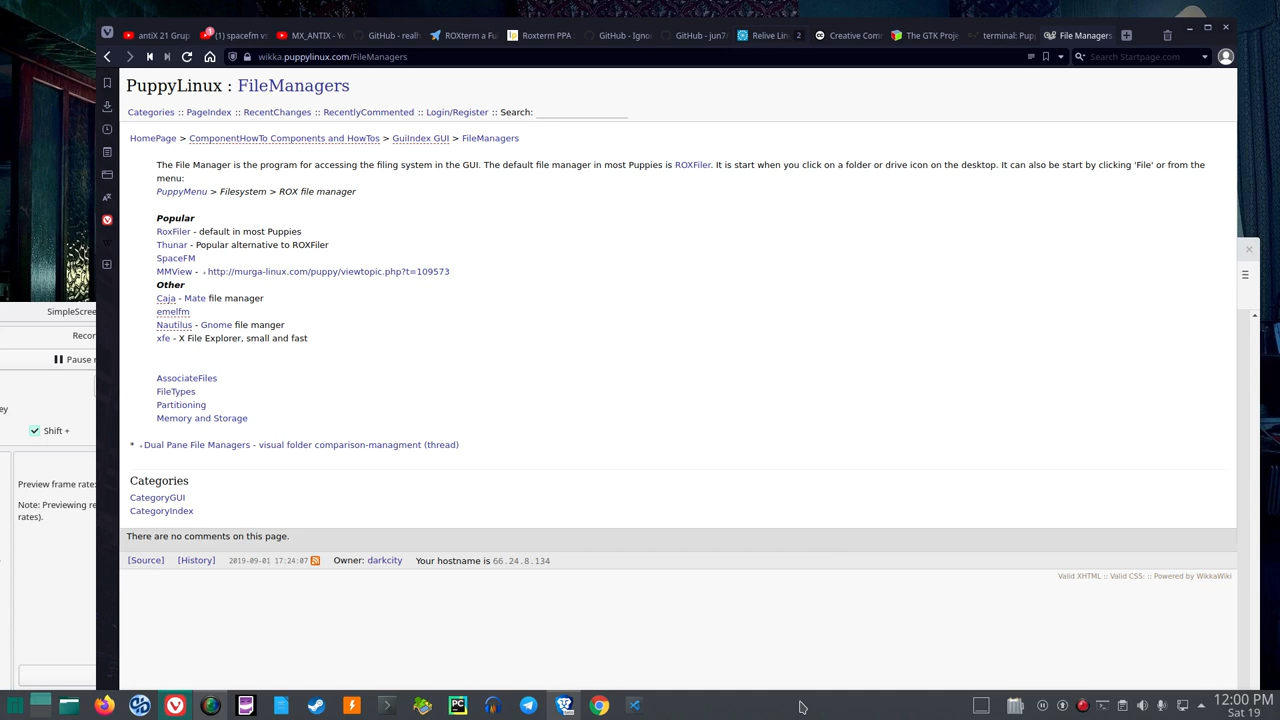 antiX 21 Grup
(1) spacefm vs
MX_ANTIX - Yo
GitHub - realh
ROXterm a Fu
Roxterm PPA
GitHub - Ignor
GitHub - jun7/
Relive Lin
2
Creative Com
The GTK Proje
terminal: Pupp
File Managers
wikka.puppylinux.com/FileManagers
Search Startpage.com
PuppyLinux : FileManagers
Categories :: PageIndex :: RecentChanges :: RecentlyCommented :: Login/Register :: Search:
HomePage > ComponentHowTo Components and HowTos > GuiIndex GUI > FileManagers
The File Manager is the program for accessing the filing system in the GUI. The default file manager in most Puppies is ROXFiler. It is start when you click on a folder or drive icon on the desktop. It can also be start by clicking 'File' or from the
menu:
PuppyMenu > Filesystem > ROX file manager
Popular
RoxFiler - default in most Puppies
Thunar - Popular alternative to ROXFiler
SpaceFM
MMView - http://murga-linux.com/puppy/viewtopic.php?t=109573
Other
Caja - Mate file manager
emelfm
Nautilus - Gnome file manger
xfe - X File Explorer, small and fast
AssociateFiles
FileTypes
Partitioning
Memory and Storage
* Dual Pane File Managers - visual folder comparison-managment (thread)
Categories
CategoryGUI
CategoryIndex
There are no comments on this page.
[Source] [History] 2019-09-01 17:24:07 Owner: darkcity Your hostname is 66.24.8.134
Valid XHTML :: Valid CSS: :: Powered by WikkaWiki
SimpleScree
Recor
Pause r
ey
Shift +
Preview frame rate:
Note: Previewing re
rates).
12:00 PM
Sat 19